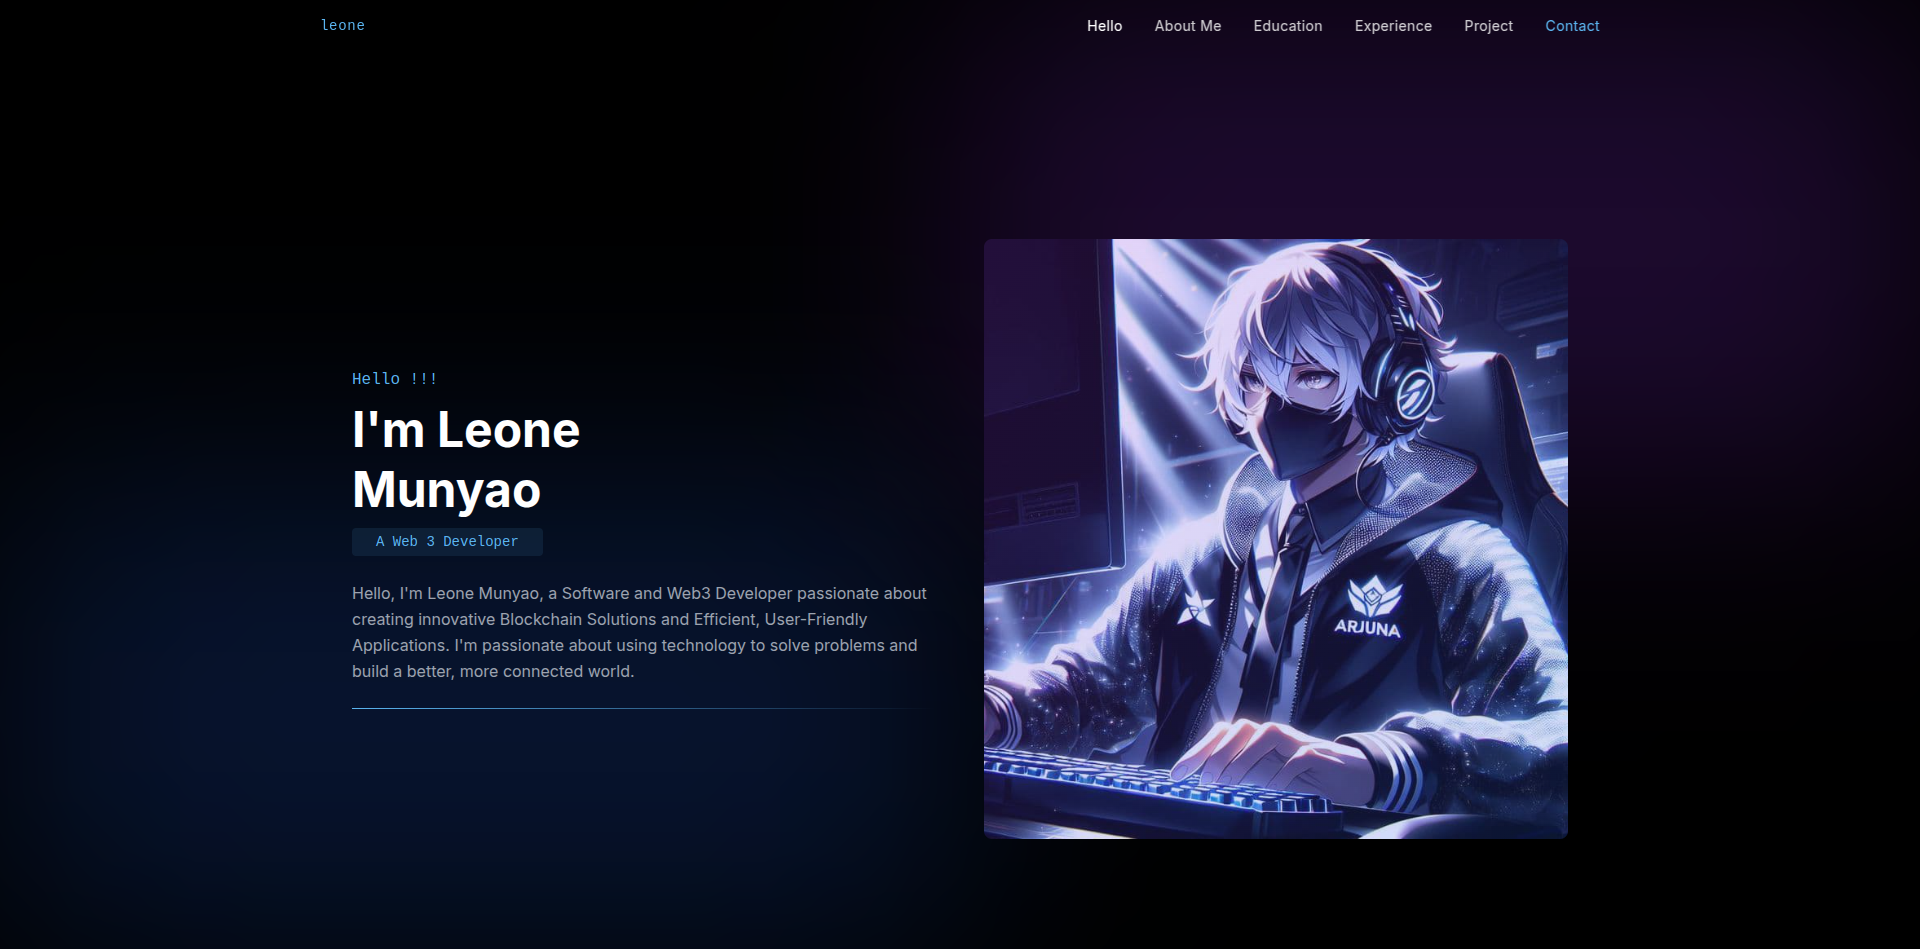 leone
Hello
About Me
Education
Experience
Project
Contact
Hello !!!
I'm Leone
Munyao
A Web 3 Developer
Hello, I'm Leone Munyao, a Software and Web3 Developer passionate about
creating innovative Blockchain Solutions and Efficient, User-Friendly
Applications. I'm passionate about using technology to solve problems and
build a better, more connected world.
ARJUNA